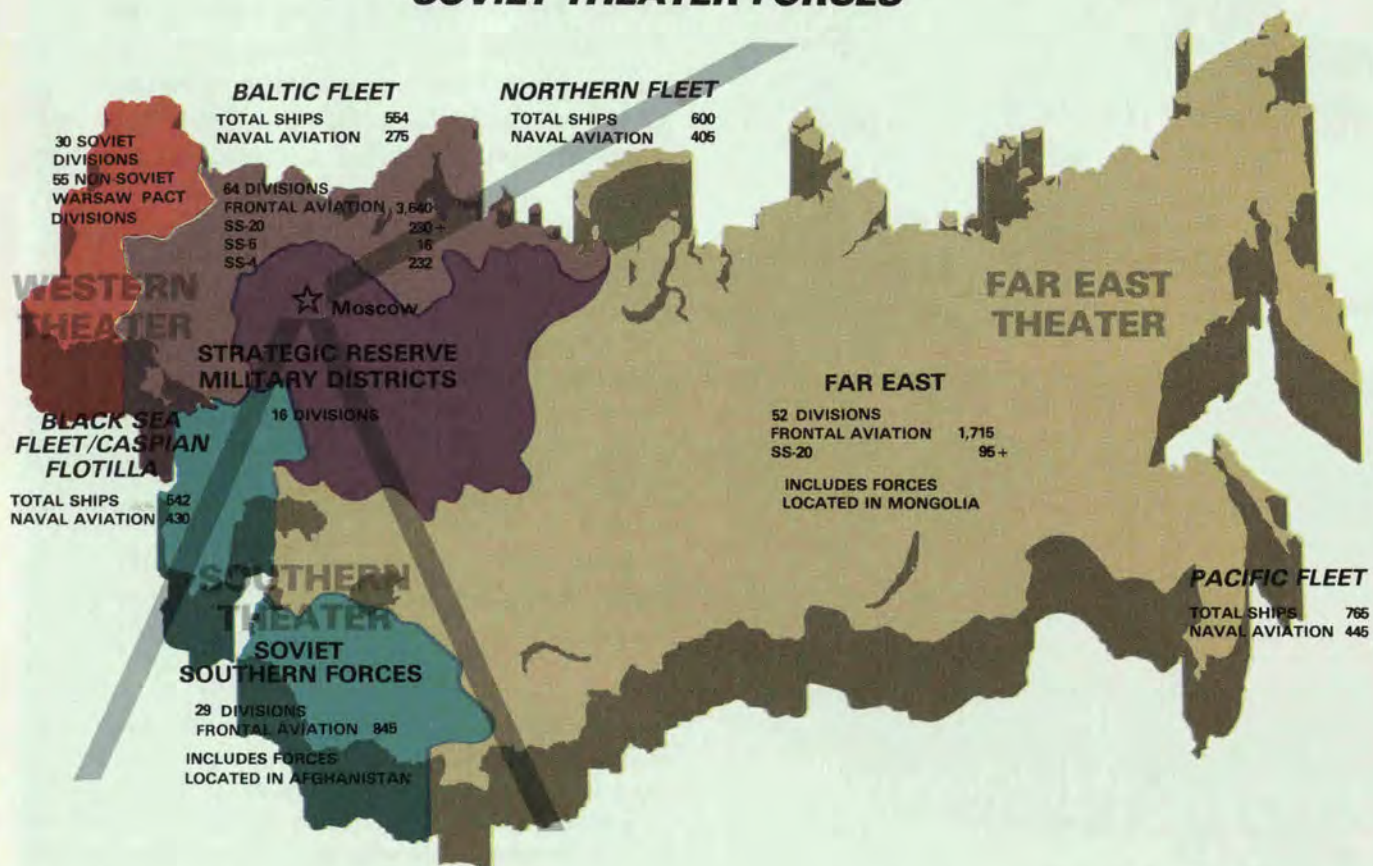 SOVIET THEATER FORCES
BALTIC FLEET
TOTAL SHIPS 554
NAVAL AVIATION 275
NORTHERN FLEET
TOTAL SHIPS 600
NAVAL AVIATION 405
30 SOVIET
DIVISIONS
55 NON-SOVIET
WARSAW PACT
DIVISIONS
64 DIVISIONS
FRONTAL AVIATION 3,640
SS-20 230+
SS-5 16
SS-4 232
WESTERN
THEATER
Moscow
STRATEGIC RESERVE
MILITARY DISTRICTS
16 DIVISIONS
FAR EAST
THEATER
FAR EAST
52 DIVISIONS
FRONTAL AVIATION 1,715
SS-20 95+
INCLUDES FORCES
LOCATED IN MONGOLIA
BLACK SEA
FLEET/CASPIAN
FLOTILLA
TOTAL SHIPS 542
NAVAL AVIATION 430
SOUTHERN
THEATER
SOVIET
SOUTHERN FORCES
29 DIVISIONS
FRONTAL AVIATION 845
INCLUDES FORCES
LOCATED IN AFGHANISTAN
PACIFIC FLEET
TOTAL SHIPS 765
NAVAL AVIATION 445